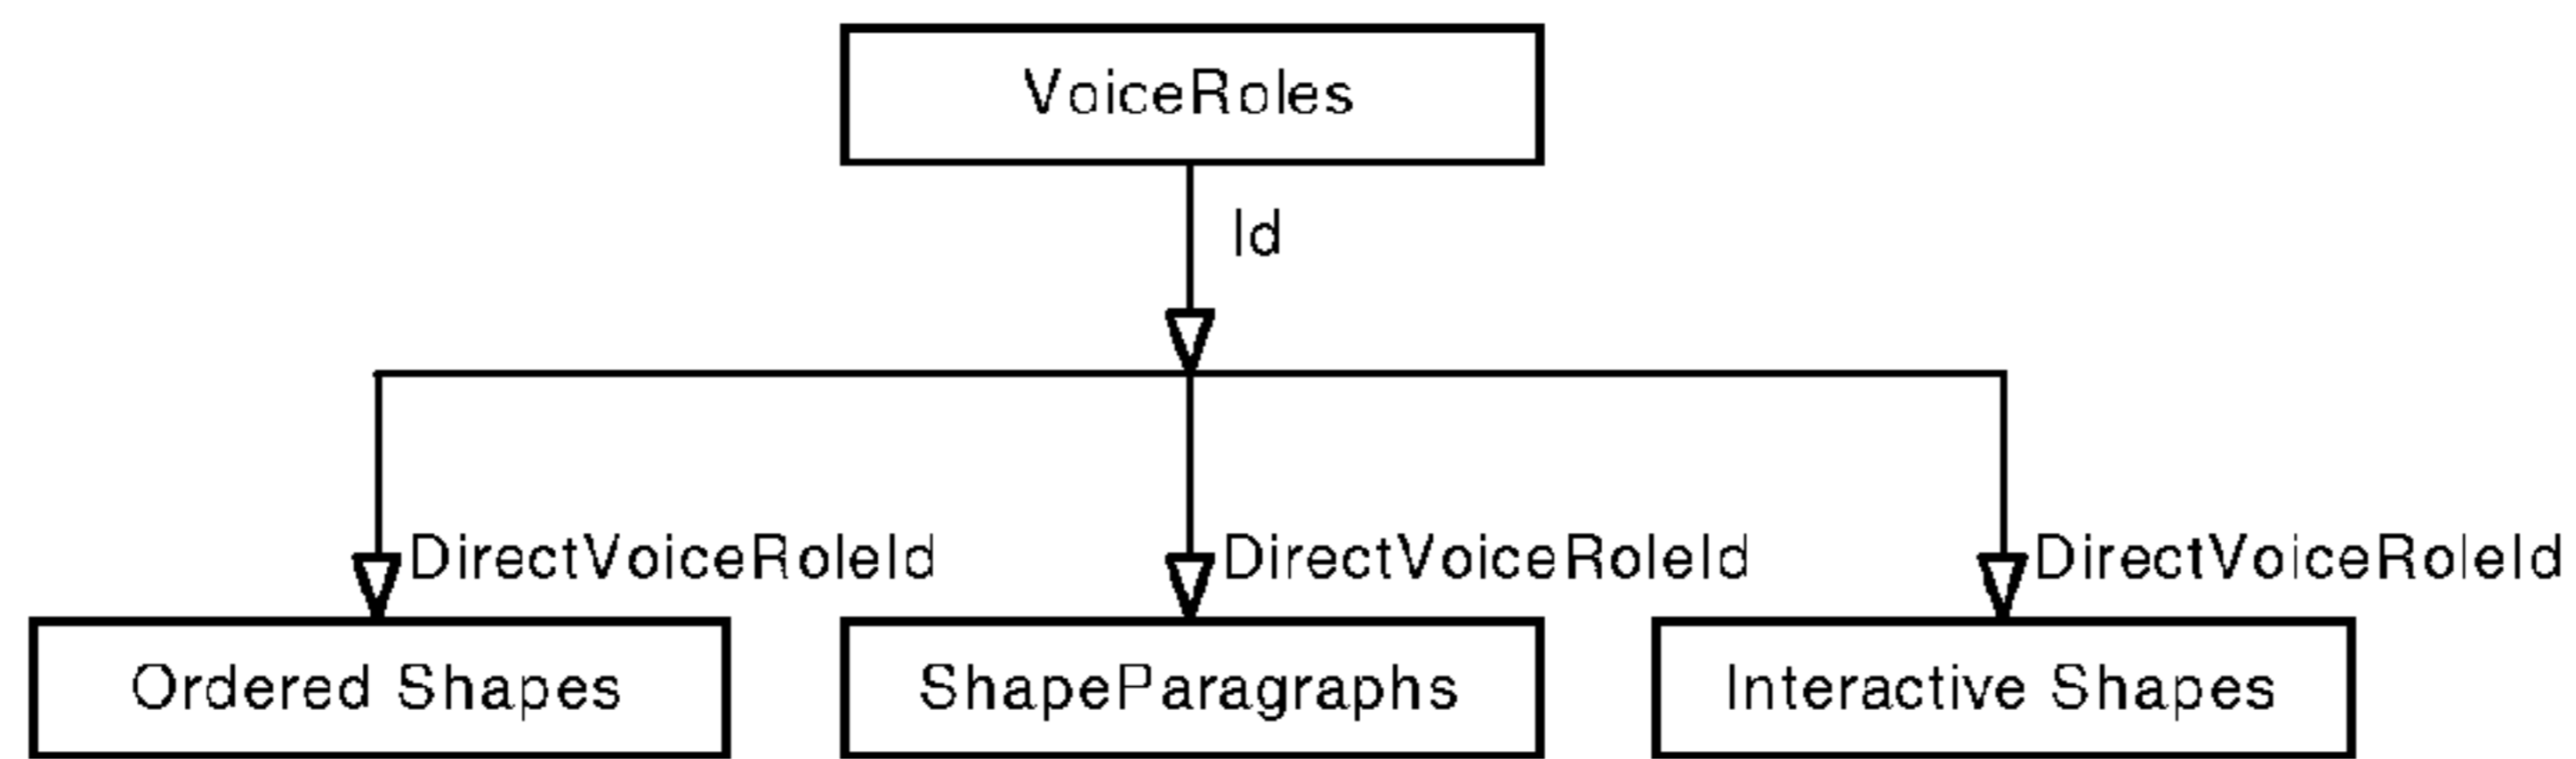 VoiceRoles
Id
DirectVoiceRoleId
DirectVoiceRoleId
DirectVoiceRoleId
Ordered Shapes
ShapeParagraphs
Interactive Shapes